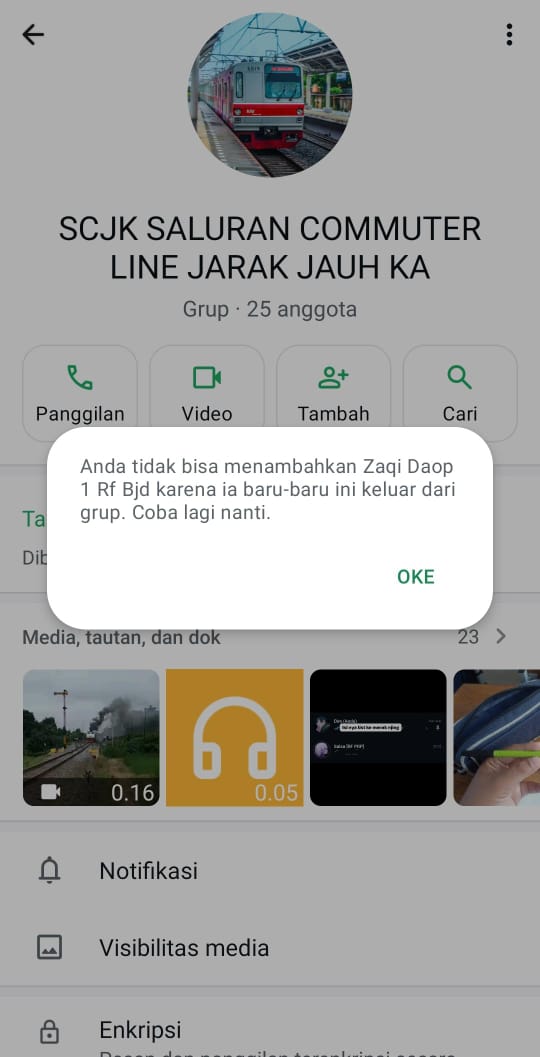 SCJK SALURAN COMMUTER
LINE JARAK JAUH KA
Grup · 25 anggota
Panggilan
Video
Tambah
Cari
Anda tidak bisa menambahkan Zaqi Daop
1 Rf Bjd karena ia baru-baru ini keluar dari
grup. Coba lagi nanti.
OKE
Ta
Dib
Media, tautan, dan dok
23
0.16
0.05
Notifikasi
Visibilitas media
Enkripsi